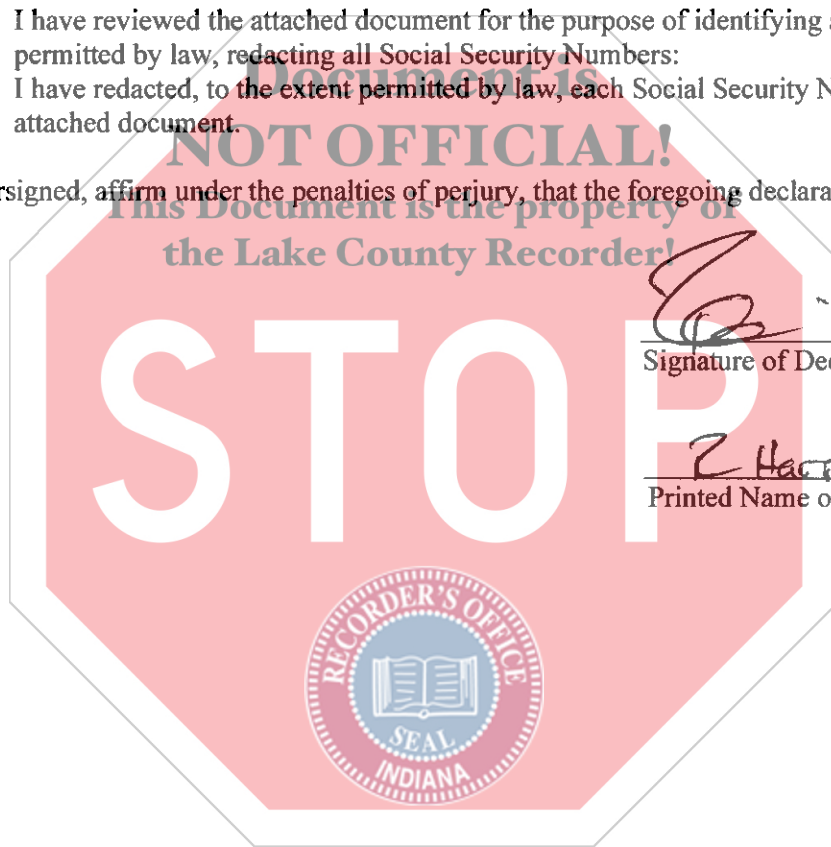 I have reviewed the attached document for the purpose of identifying
permitted by law, redacting all Social Security Numbers:
Document is
I have redacted, to the extent permitted by law, each Social Security N
attached document.
NOT OFFICIAL!
rsigned, affirm under the penalties of perjury, that the foregoing declara
This Document is the property of
the Lake County Recorder!
STOP
Signature of Dec
Printed Name o
RECORDER'S OFFICE
SEAL
INDIANA